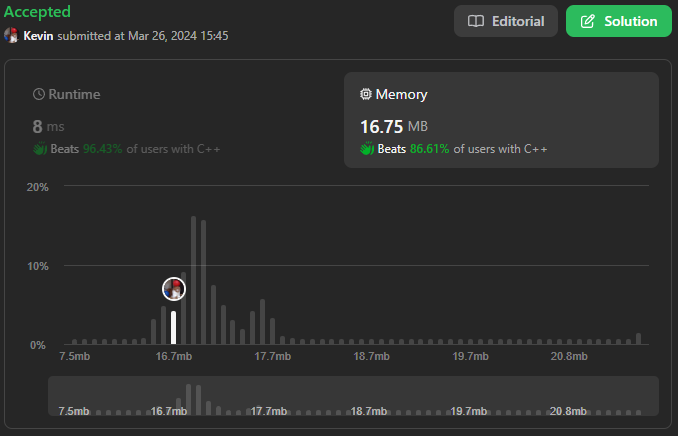 Accepted
Editorial
Solution
Kevin submitted at Mar 26, 2024 15:45
Runtime
Memory
8 ms
16.75 MB
Beats 96.43% of users with C++
Beats 86.61% of users with C++
20%
10%
0%
7.5mb 16.7mb 17.7mb 18.7mb 19.7mb 20.8mb
7.5mb 16.7mb 17.7mb 18.7mb 19.7mb 20.8mb